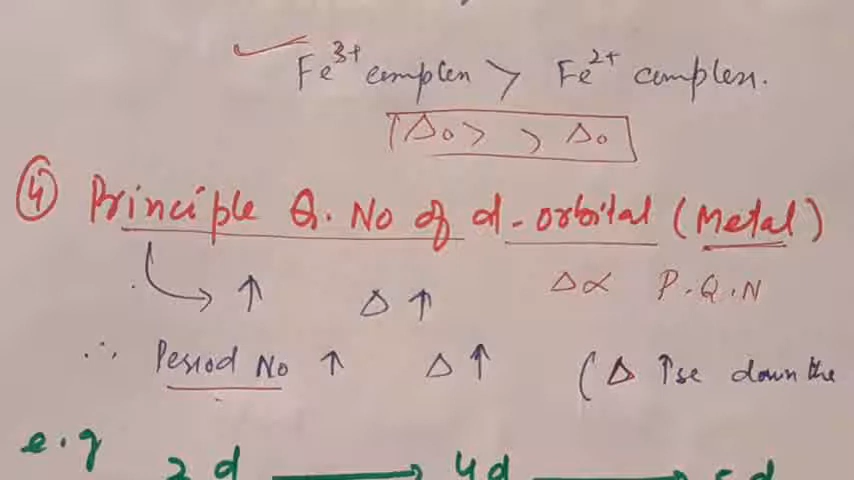 Fe3+ complex > Fe2+ complex.
↑Δo > > Δo
④ Principle Q. No of d-orbital (Metal)
↑ Δ↑ Δ∝ P.Q.N
∴ Period No ↑ Δ↑ (Δ ↑se down the
e.g
3d → 4d → 5d